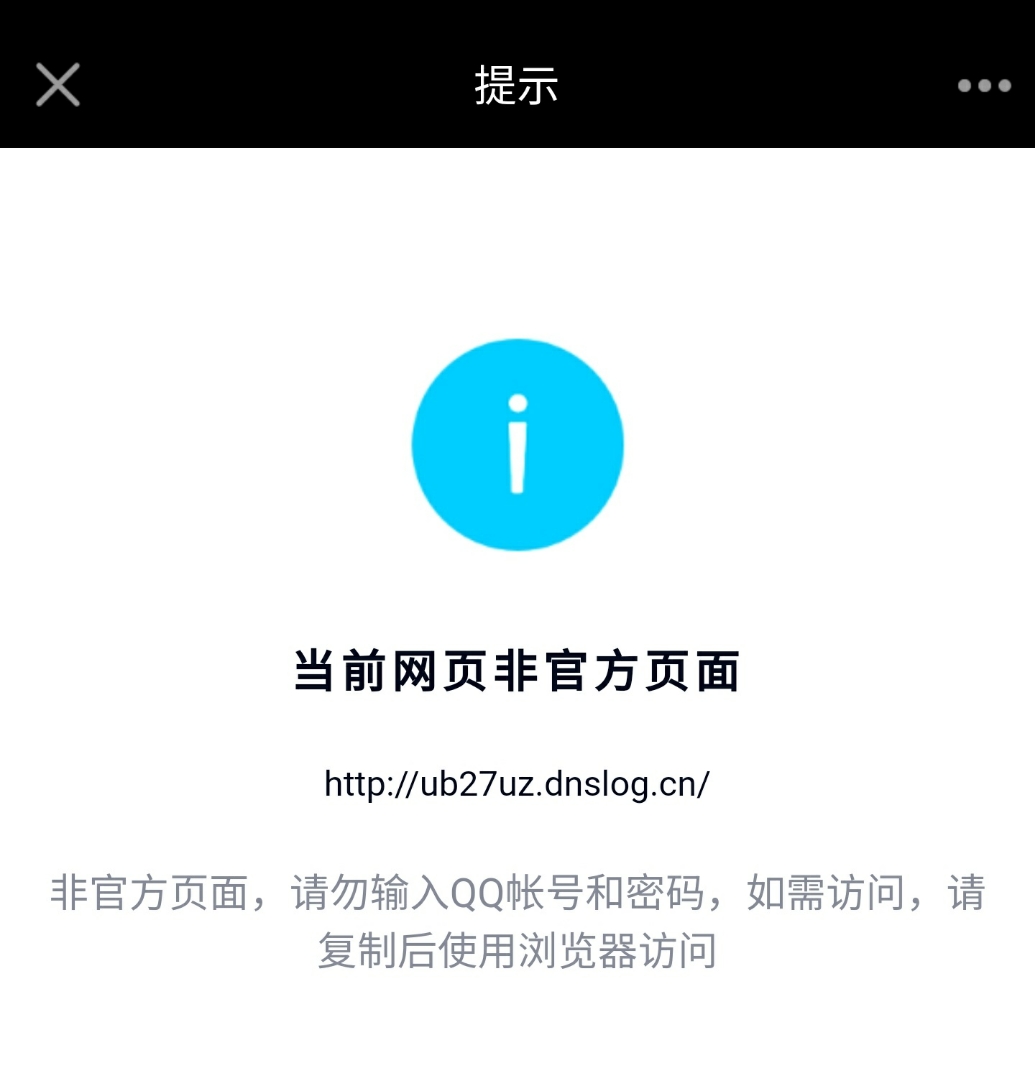 提示
当前网页非官方页面
http://ub27uz.dnslog.cn/
非官方页面，请勿输入QQ帐号和密码，如需访问，请
复制后使用浏览器访问